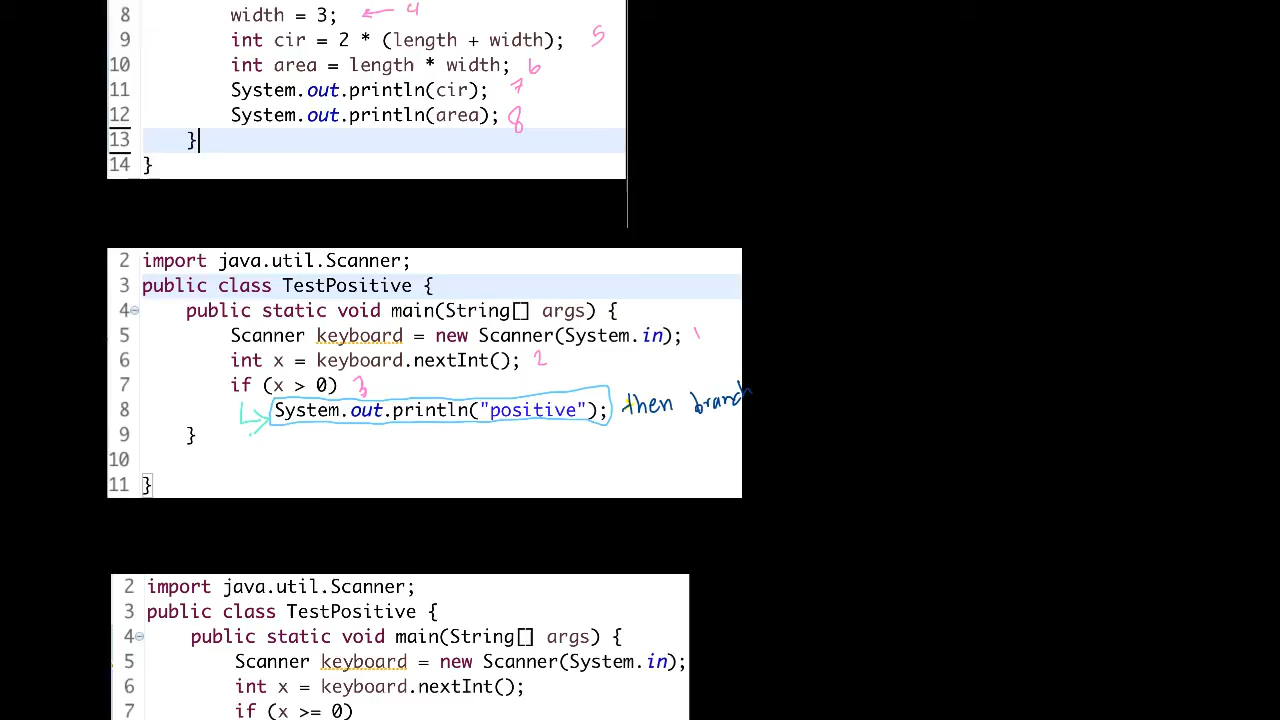 8 width = 3; ← 4
9 int cir = 2 * (length + width); 5
10 int area = length * width; 6
11 System.out.println(cir); 7
12 System.out.println(area); 8
13 }
14 }
2 import java.util.Scanner;
3 public class TestPositive {
4 public static void main(String[] args) {
5 Scanner keyboard = new Scanner(System.in); 1
6 int x = keyboard.nextInt(); 2
7 if (x > 0) 3
8 System.out.println("positive"); then branch
9 }
10
11 }
2 import java.util.Scanner;
3 public class TestPositive {
4 public static void main(String[] args) {
5 Scanner keyboard = new Scanner(System.in);
6 int x = keyboard.nextInt();
7 if (x >= 0)